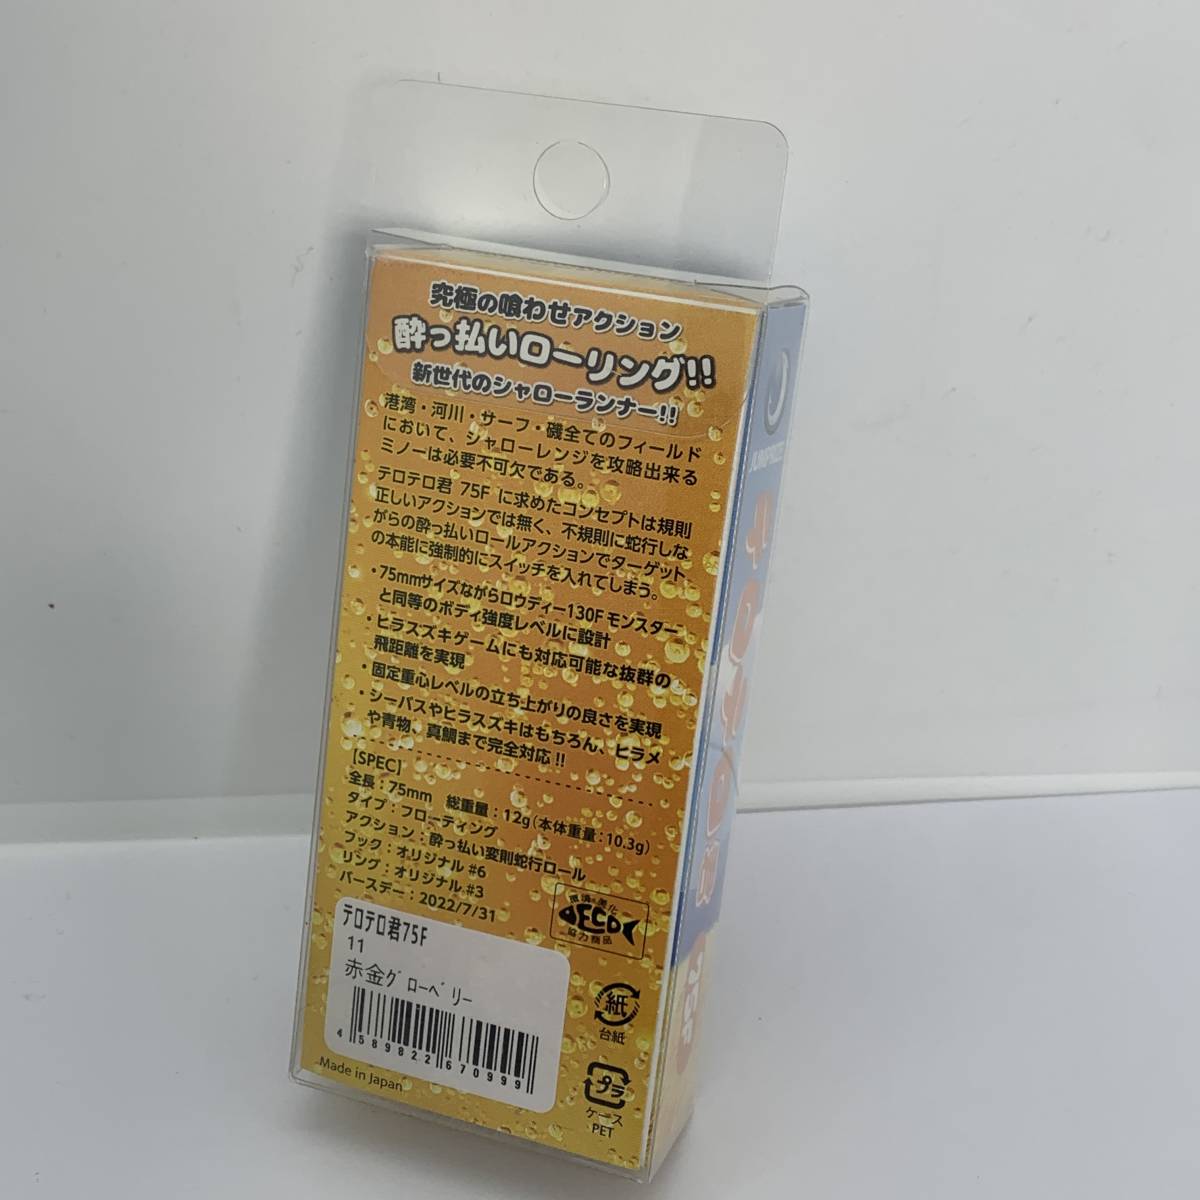 究極の喰わせアクション
酔っ払いローリング!!
新世代のシャローランナー!!
港湾・河川・サーフ・磯全てのフィールド
において、シャローレンジを攻略出来る
ミノーは必要不可欠である。
テロテロ君 75F に求めたコンセプトは規則
正しいアクションでは無く、不規則に蛇行しな
がらの酔っ払いロールアクションでターゲット
の本能に強制的にスイッチを入れてしまう。
・75mmサイズながらロウディー130F モンスター
と同等のボディ強度レベルに設計
・ヒラスズキゲームにも対応可能な抜群の
飛距離を実現
・固定重心レベルの立ち上がりの良さを実現
・シーバスやヒラスズキはもちろん、ヒラメ
や青物、真鯛まで完全対応!!
[SPEC]
全長:75mm 総重量:12g(本体重量:10.3g)
タイプ:フローティング
アクション:酔っ払い変則蛇行ロール
フック:オリジナル #6
リング:オリジナル #3
バースデー:2022/7/31
環境・美化
ECO
協力商品
テロテロ君75F
11
赤金グローベリー
4 589822 670999
Made in Japan
紙
台紙
プラ
ケース
PET
JUMPRIZE
テロテロ君
75F